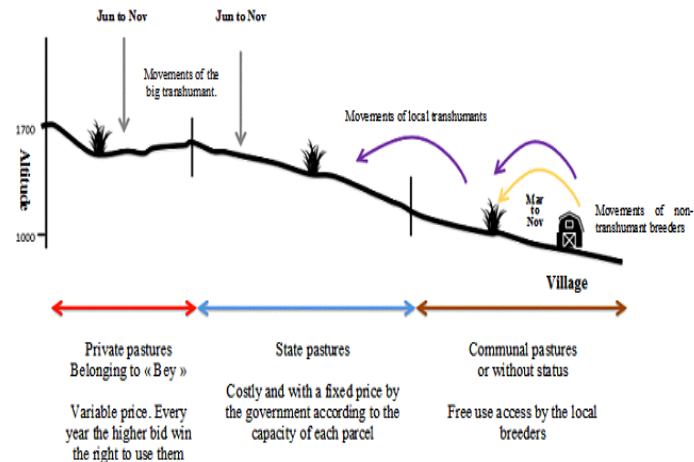 Jun to Nov
Jun to Nov
Movements of the
big transhumant.
Movements of local transhumants
1700
Altitude
1000
Mar
to
Nov
Movements of non-
transhumant breeders
Village
Private pastures
Belonging to « Bey »
Variable price. Every
year the higher bid win
the right to use them
State pastures
Costly and with a fixed price by
the government according to the
capacity of each parcel
Communal pastures
or without status
Free use access by the local
breeders